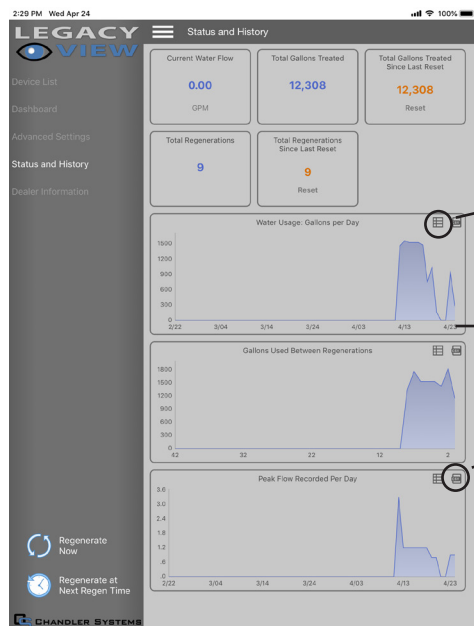 2:29 PM Wed Apr 24
100%
LEGACY
VIEW
Device List
Dashboard
Advanced Settings
Status and History
Dealer Information
Regenerate
Now
Regenerate at
Next Regen Time
CHANDLER SYSTEMS
Status and History
Current Water Flow
0.00
GPM
Total Gallons Treated
12,308
Total Gallons Treated
Since Last Reset
12,308
Reset
Total Regenerations
9
Total Regenerations
Since Last Reset
9
Reset
Water Usage: Gallons per Day
1500
1200
900
600
300
0
2/22 3/04 3/14 3/24 4/03 4/13 4/23
Gallons Used Between Regenerations
1800
1500
1200
900
600
300
0
42 32 22 12 2
Peak Flow Recorded Per Day
3.6
3.0
2.4
1.8
1.2
.6
.0
2/22 3/04 3/14 3/24 4/03 4/13 4/23